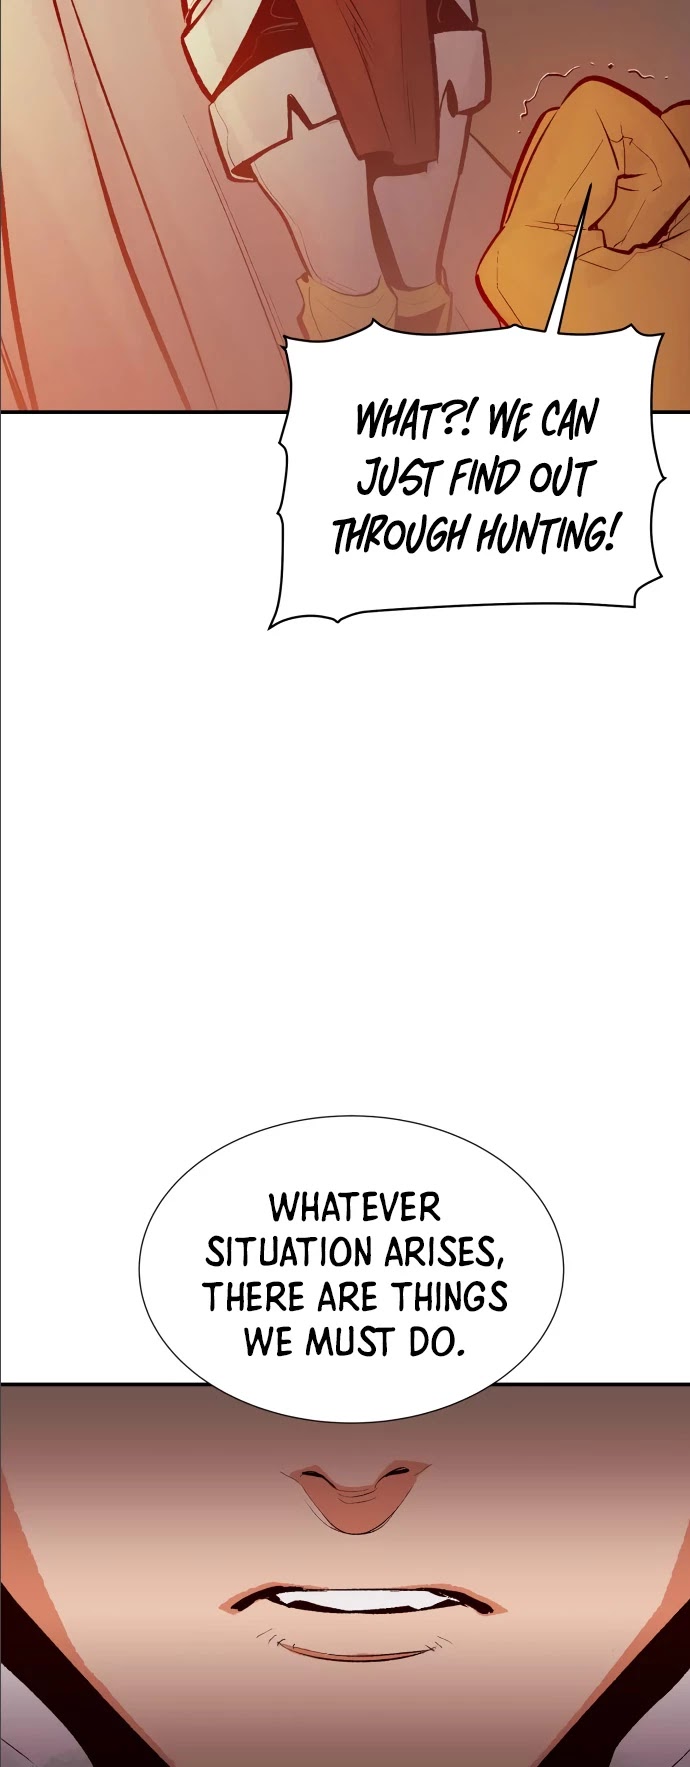 WHAT?! WE CAN
JUST FIND OUT
THROUGH HUNTING!
WHATEVER
SITUATION ARISES,
THERE ARE THINGS
WE MUST DO.